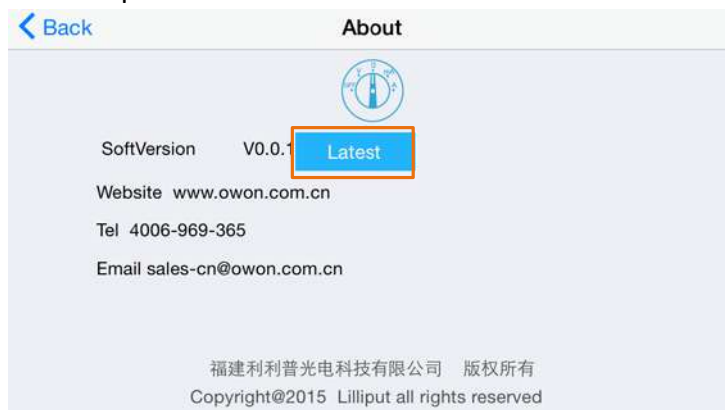 Back About
SoftVersion V0.0.1 Latest
Website www.owon.com.cn
Tel 4006-969-365
Email sales-cn@owon.com.cn
福建利利普光电科技有限公司 版权所有
Copyright@2015 Lilliput all rights reserved